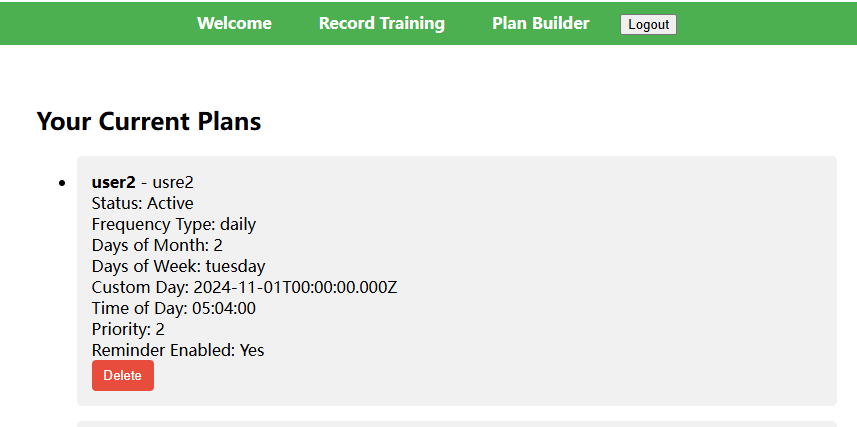 Welcome Record Training Plan Builder Logout
Your Current Plans
user2 - usre2
Status: Active
Frequency Type: daily
Days of Month: 2
Days of Week: tuesday
Custom Day: 2024-11-01T00:00:00.000Z
Time of Day: 05:04:00
Priority: 2
Reminder Enabled: Yes
Delete